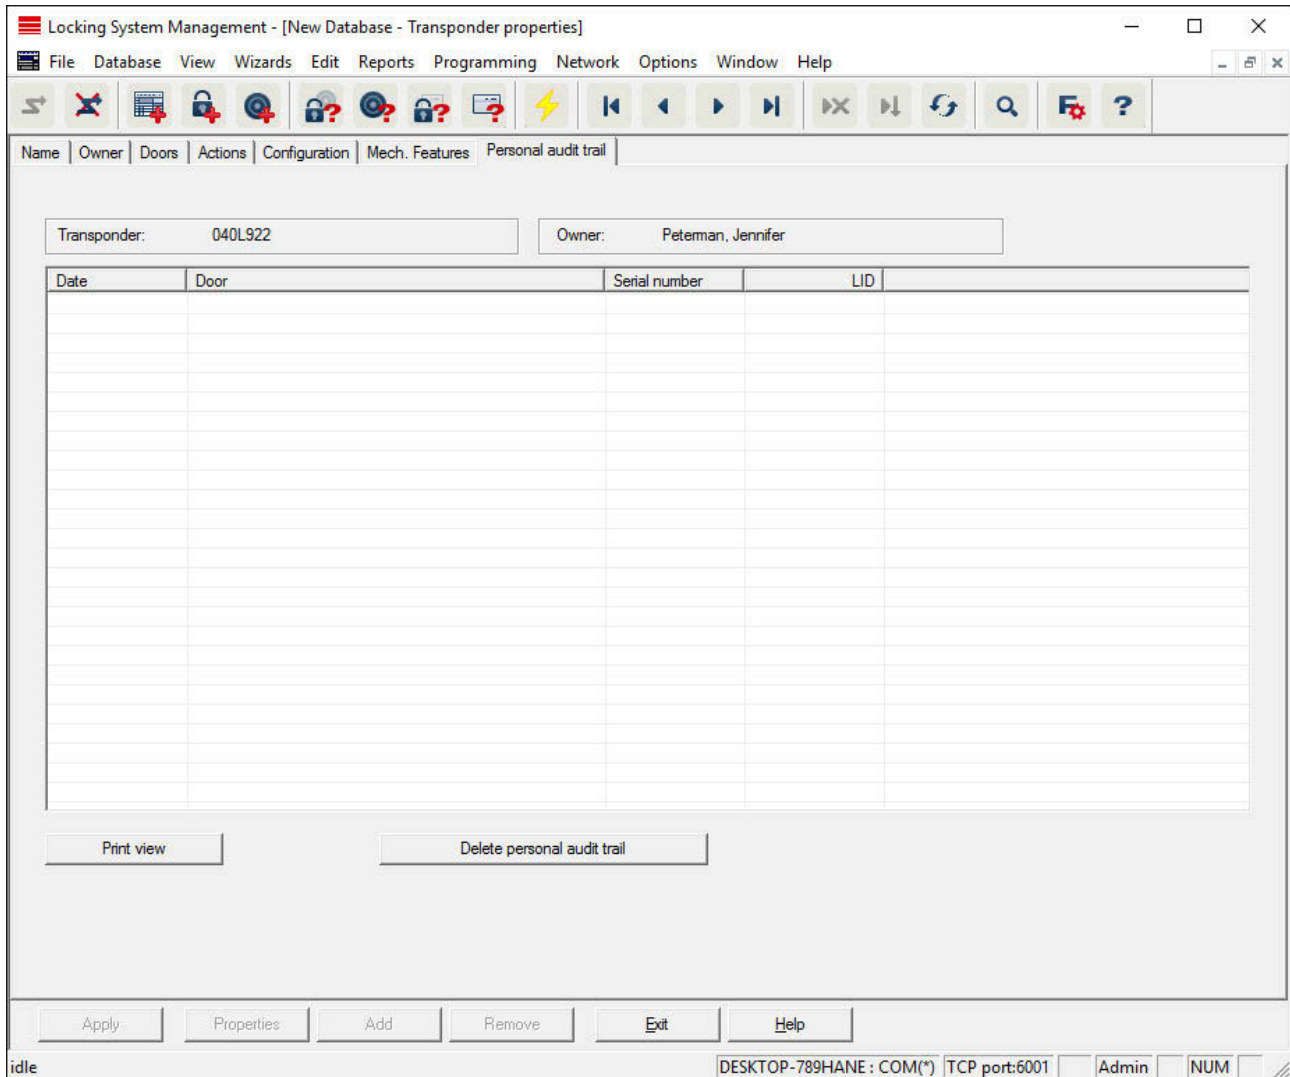 Locking System Management - [New Database - Transponder properties]
File Database View Wizards Edit Reports Programming Network Options Window Help
Name Owner Doors Actions Configuration Mech. Features Personal audit trail
Transponder: 040L922 Owner: Peterman, Jennifer
Date Door Serial number LID
Print view Delete personal audit trail
Apply Properties Add Remove Exit Help
idle DESKTOP-789HANE : COM(*) TCP port:6001 Admin NUM